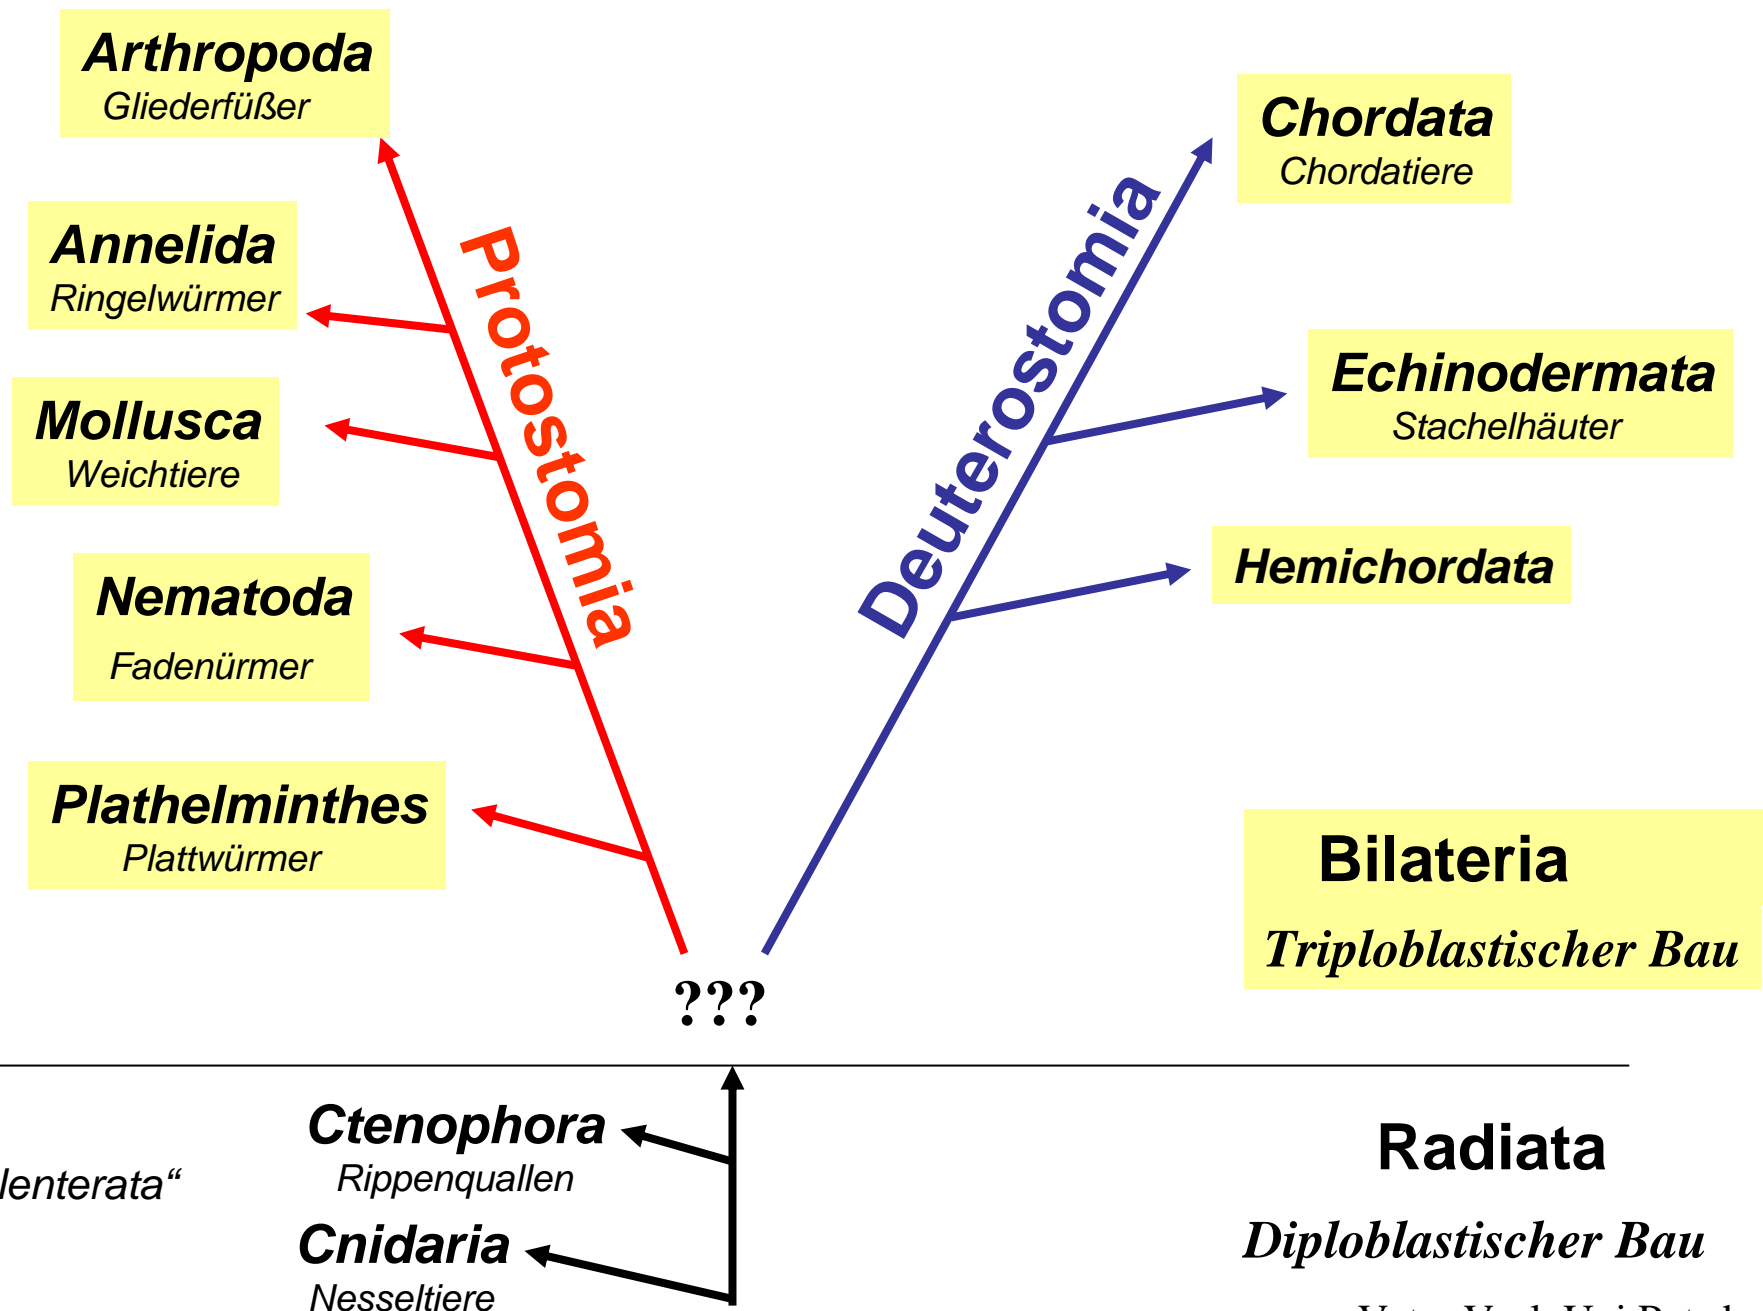 Arthropoda
Gliederfüßer
Annelida
Ringelwürmer
Mollusca
Weichtiere
Nematoda
Fadenürmer
Plathelminthes
Plattwürmer
Protostomia
Deuterostomia
Chordata
Chordatiere
Echinodermata
Stachelhäuter
Hemichordata
Bilateria
Triploblastischer Bau
???
Ctenophora
Rippenquallen
lenterata“
Cnidaria
Nesseltiere
Radiata
Diploblastischer Bau